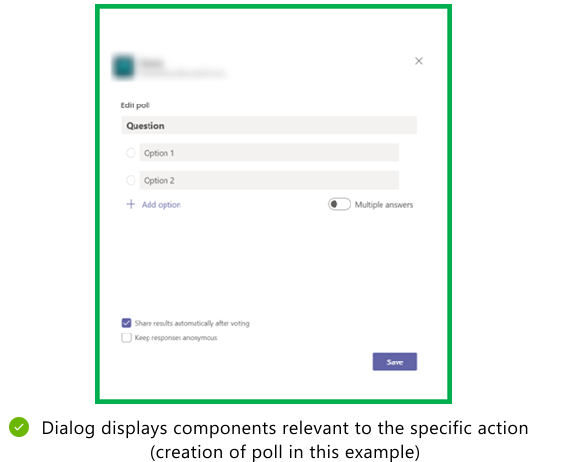 Edit poll
Question
Option 1
Option 2
Add option
Multiple answers
Share results automatically after voting
Keep responses anonymous
Save
Dialog displays components relevant to the specific action
(creation of poll in this example)